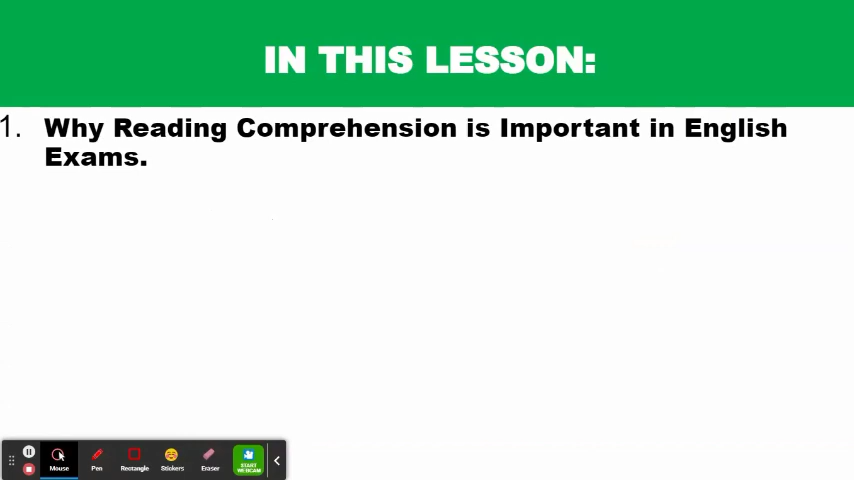 IN THIS LESSON:
1. Why Reading Comprehension is Important in English
Exams.
Mouse Pen Rectangle Stickers Eraser START
WEBCAM